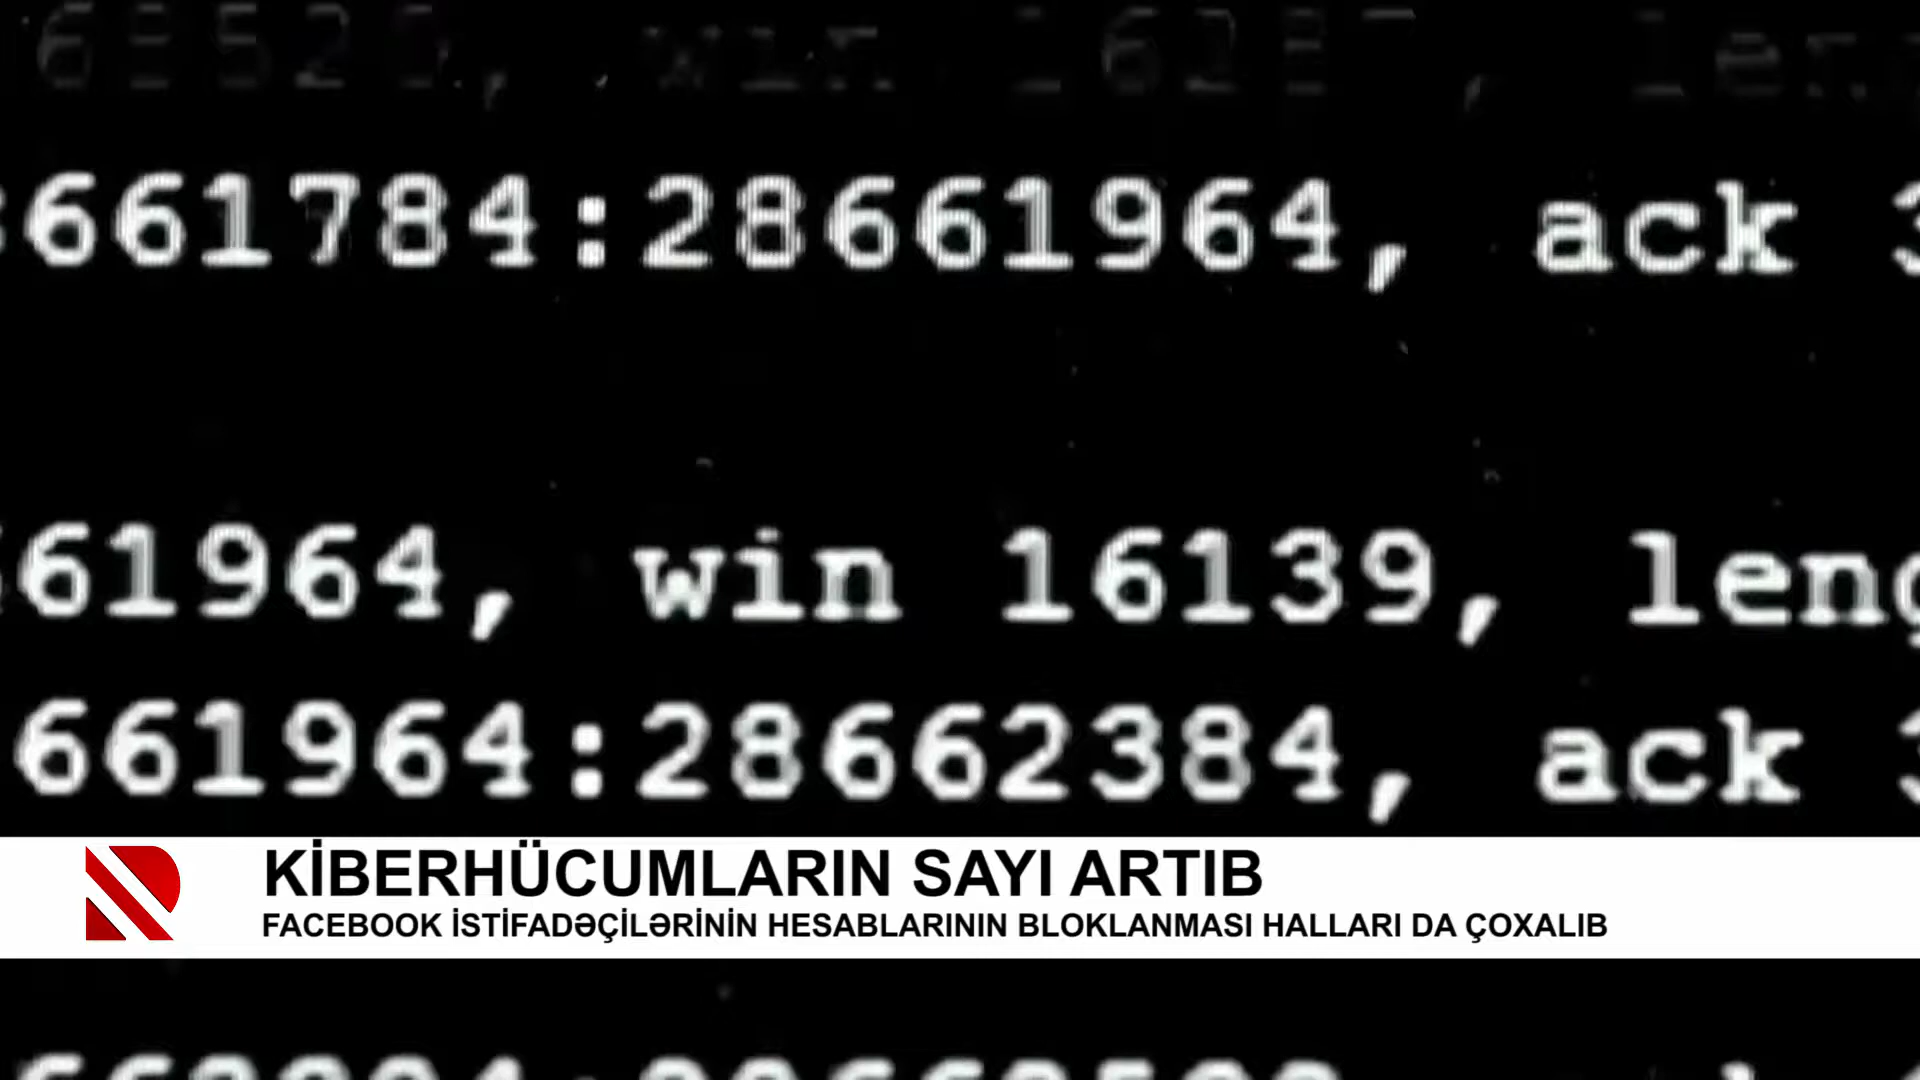 661784:28661964, ack
61964, win 16139,
661964:28662384, ack
KİBERHÜCUMLARIN SAYI ARTIB
FACEBOOK İSTİFADƏÇİLƏRİNİN HESABLARININ BLOKLANMASI HALLARI DA ÇOXALIB